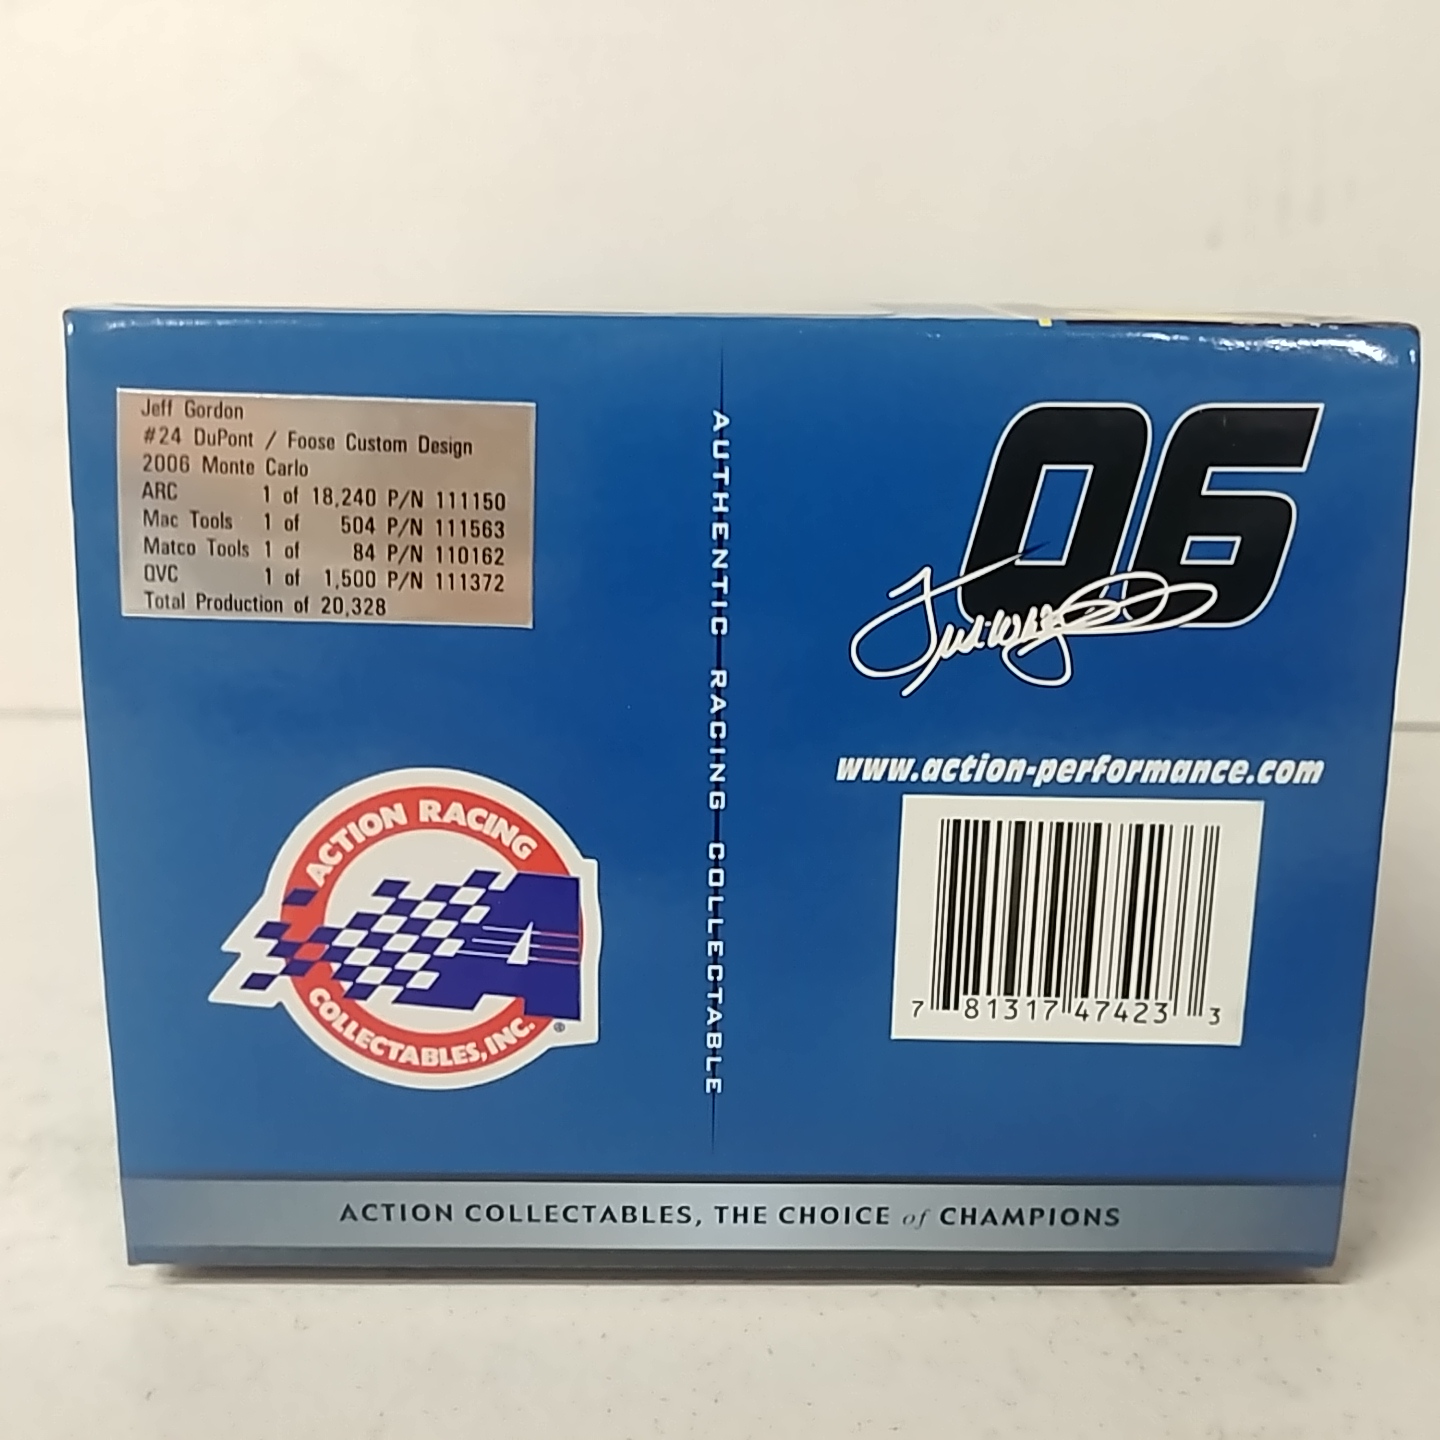 Jeff Gordon
#24 DuPont / Foose Custom Design
2006 Monte Carlo
ARC 1 of 18,240 P/N 111150
Mac Tools 1 of 504 P/N 111563
Matco Tools 1 of 84 P/N 110162
QVC 1 of 1,500 P/N 111372
Total Production of 20,328
ACTION RACING
COLLECTABLES, INC.
®
AUTHENTIC RACING COLLECTABLE
06
www.action-performance.com
7 81317 47423 3
ACTION COLLECTABLES, THE CHOICE of CHAMPIONS